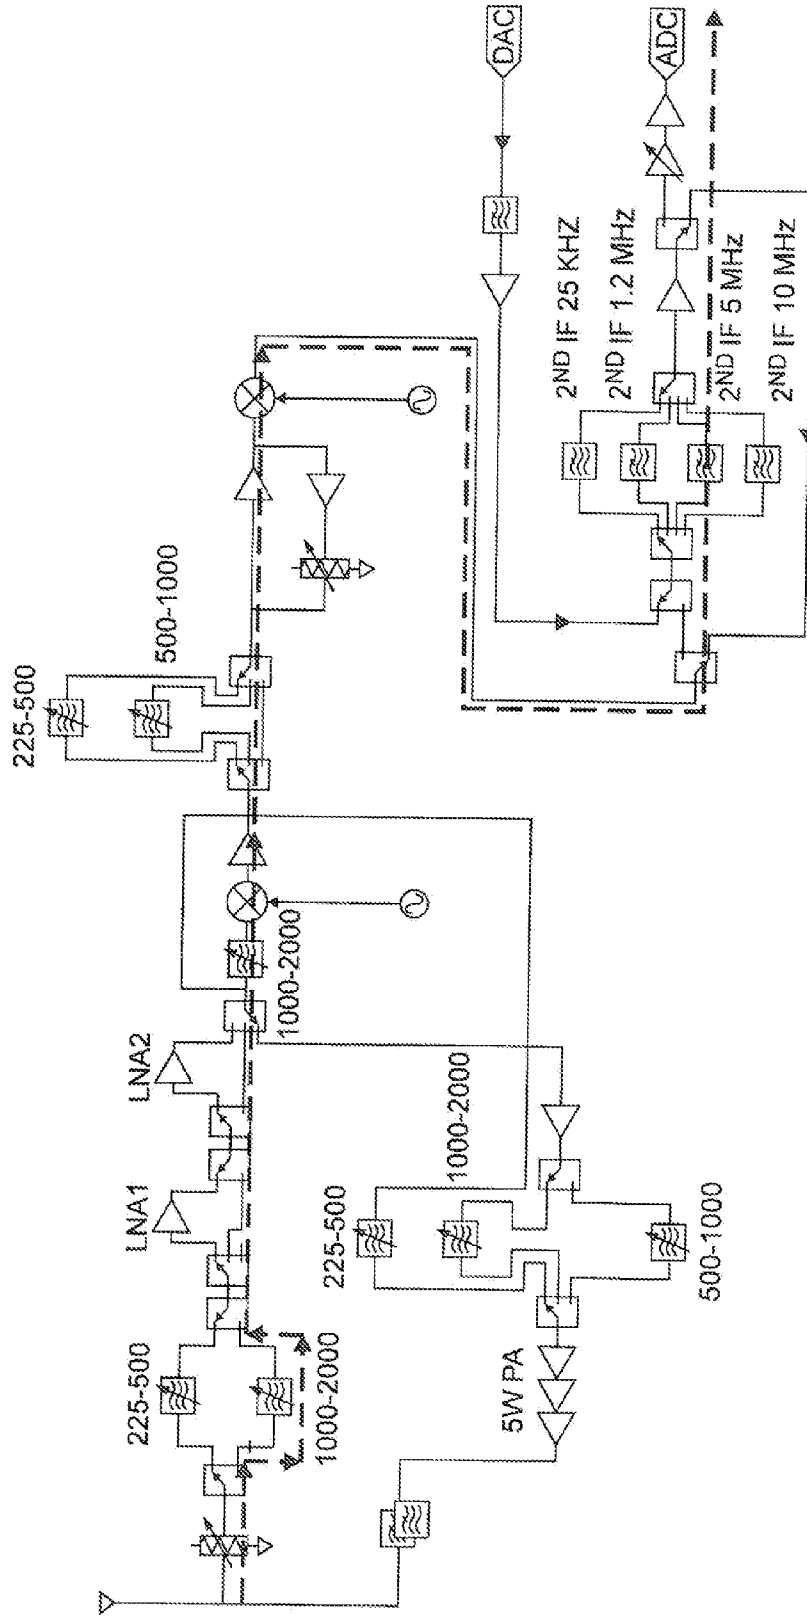 225-500
1000-2000
LNA1
LNA2
1000-2000
225-500
500-1000
5W PA
225-500
1000-2000
500-1000
DAC
ADC
2ND IF 25 KHZ
2ND IF 1.2 MHz
2ND IF 5 MHz
2ND IF 10 MHz